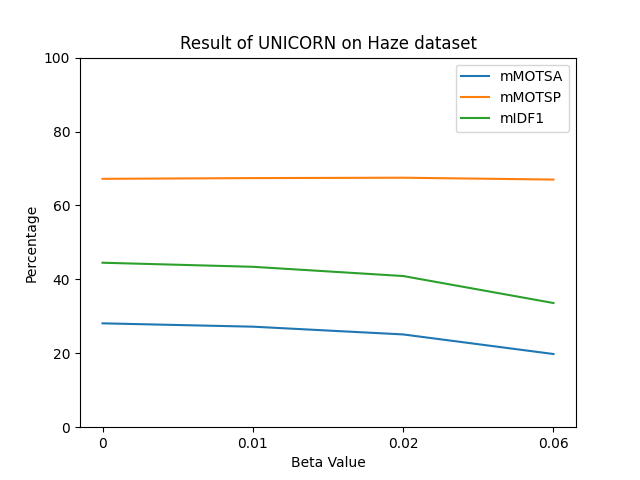 Result of UNICORN on Haze dataset
mMOTSA
mMOTSP
mIDF1
100
80
60
40
20
0
Percentage
0 0.01 0.02 0.06
Beta Value